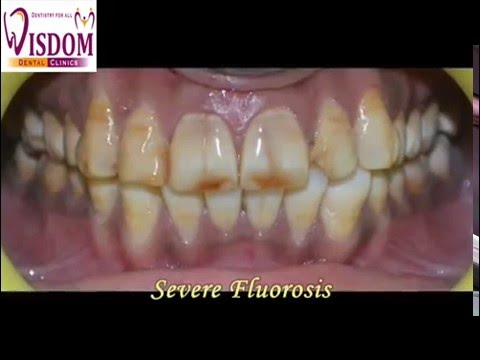 DENTISTRY FOR ALL
WISDOM
DENTAL CLINICS
Severe Fluorosis